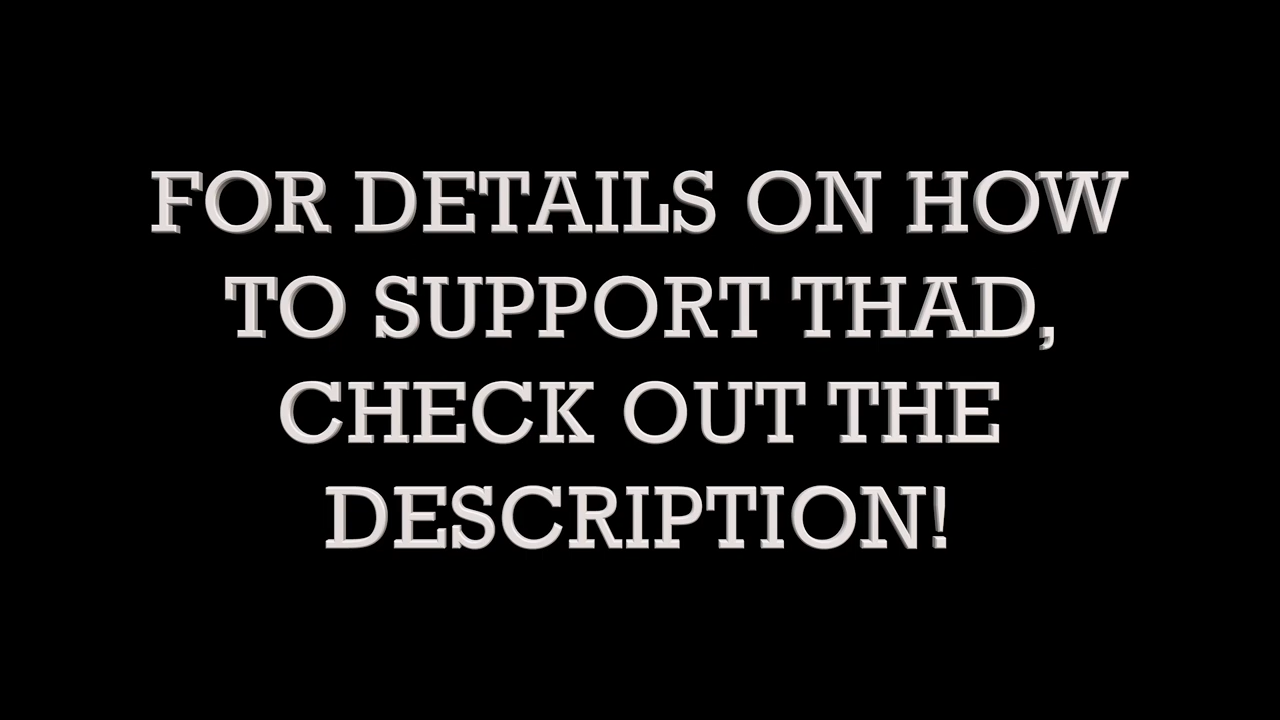 FOR DETAILS ON HOW
TO SUPPORT THAD,
CHECK OUT THE
DESCRIPTION!